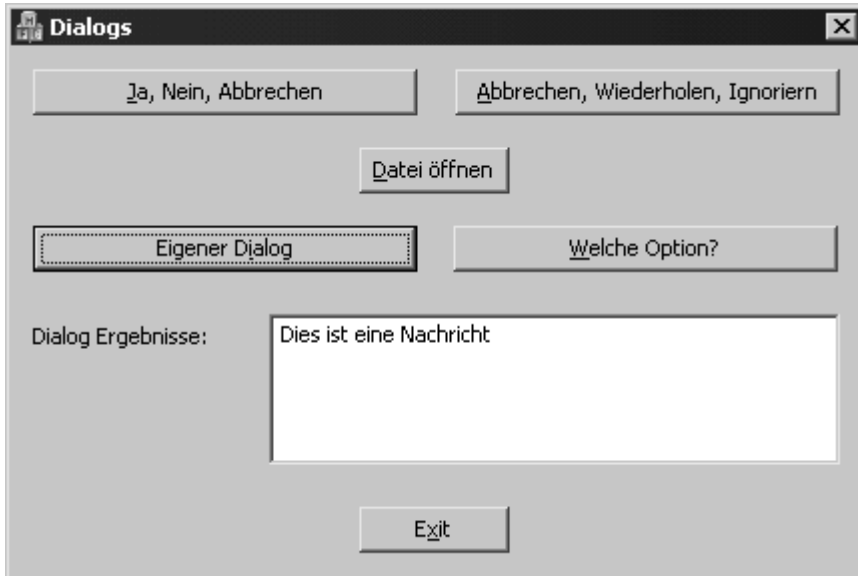 Dialogs
Ja, Nein, Abbrechen
Abbrechen, Wiederholen, Ignoriern
Datei öffnen
Eigener Dialog
Welche Option?
Dialog Ergebnisse:
Dies ist eine Nachricht
Exit